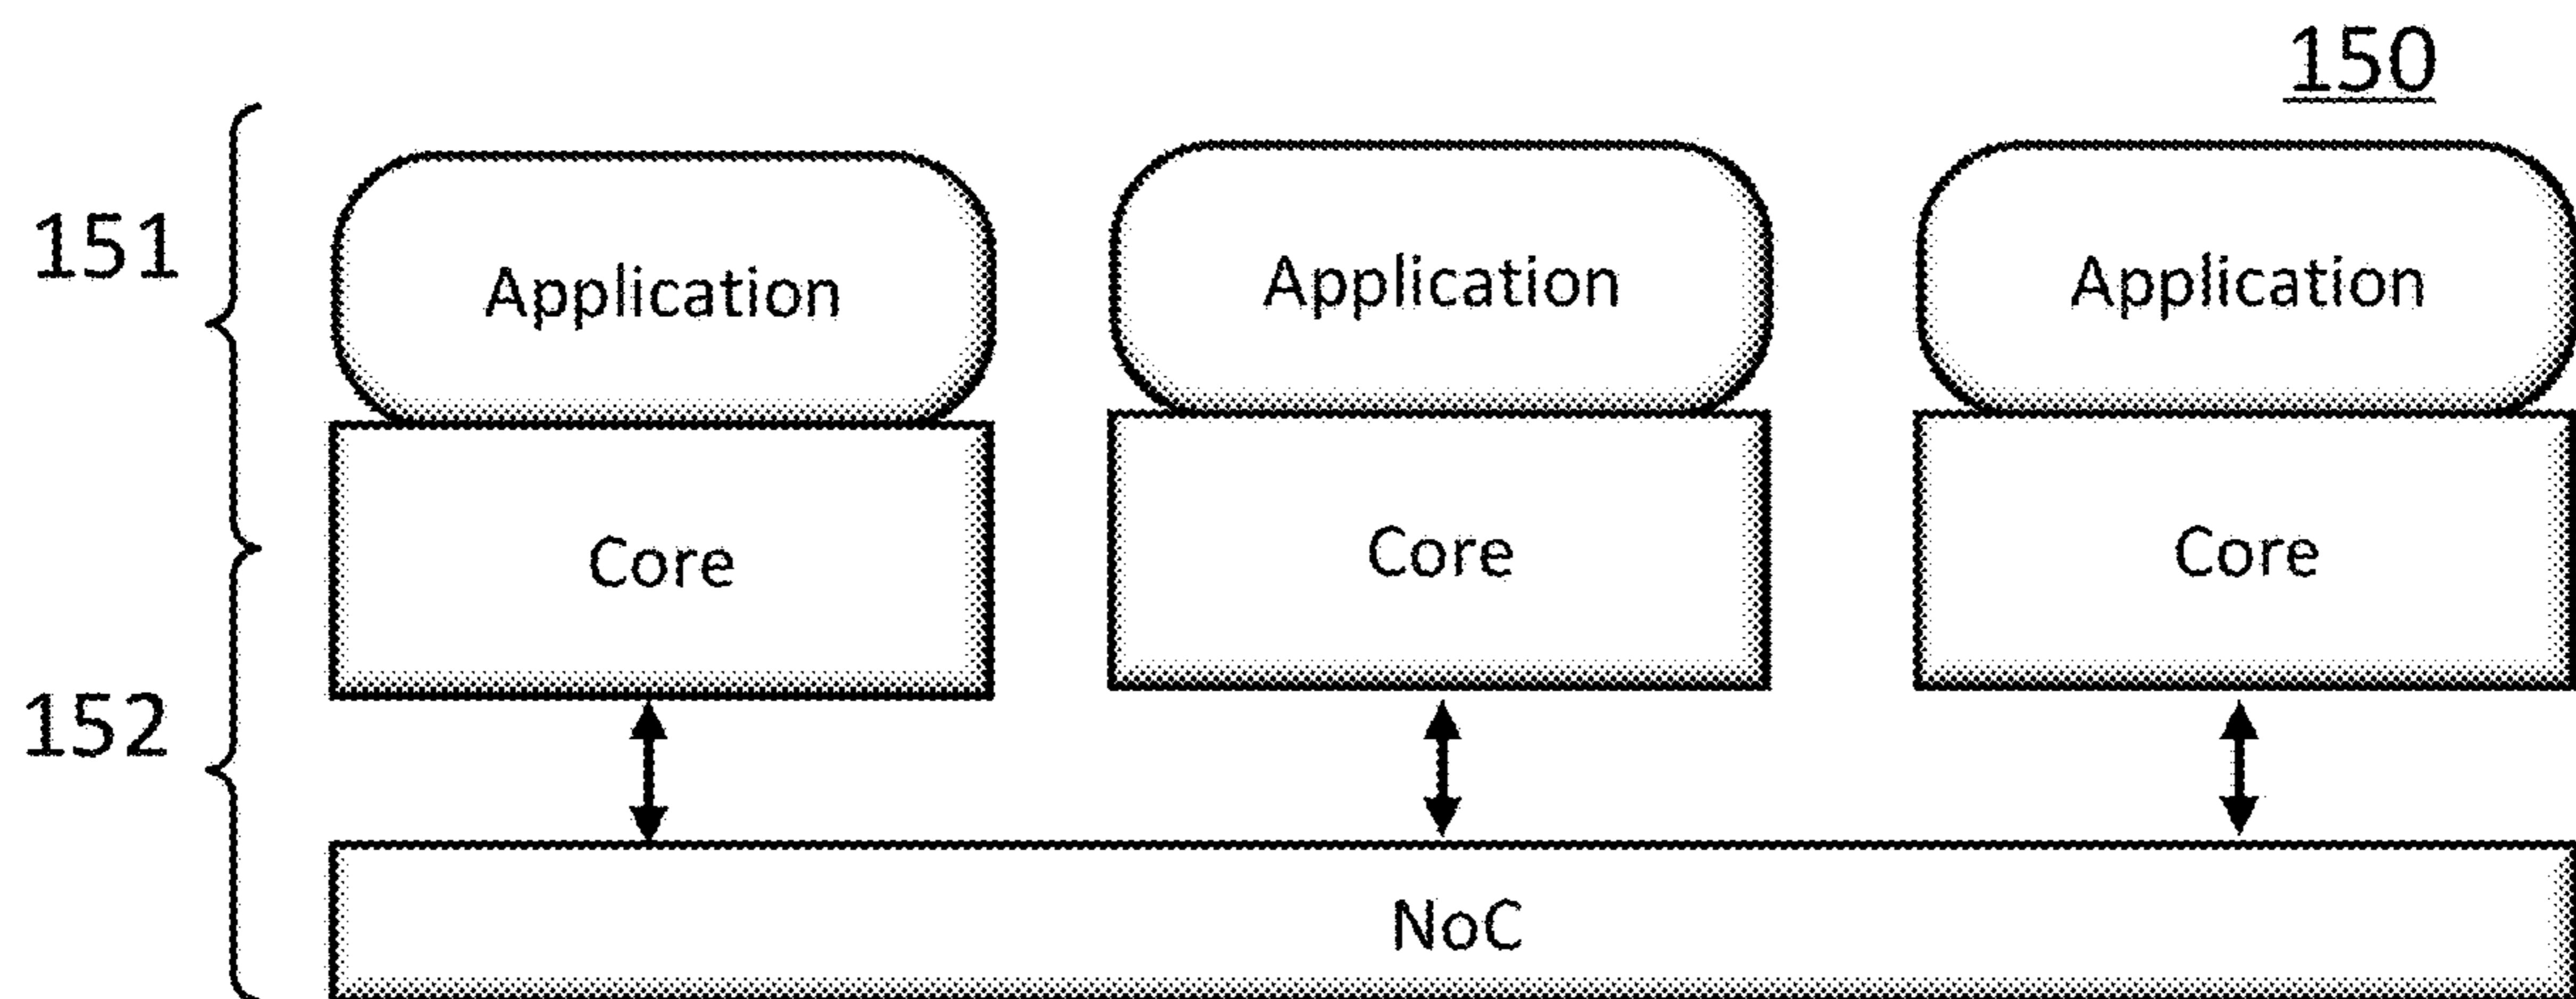 150
151
Application Application Application
Core Core Core
152
NoC